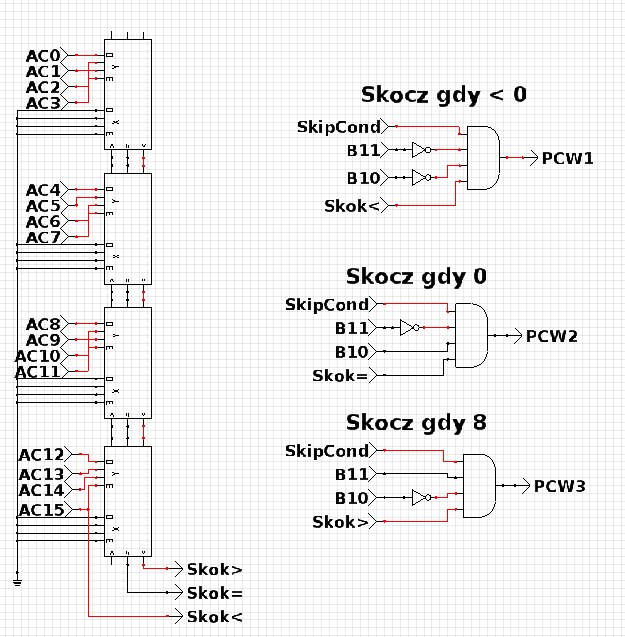 AC0
AC1
AC2
AC3
AC4
AC5
AC6
AC7
AC8
AC9
AC10
AC11
AC12
AC13
AC14
AC15
Skok>
Skok=
Skok<
Skocz gdy < 0
SkipCond
B11
B10
Skok<
PCW1
Skocz gdy 0
SkipCond
B11
B10
Skok=
PCW2
Skocz gdy 8
SkipCond
B11
B10
Skok>
PCW3